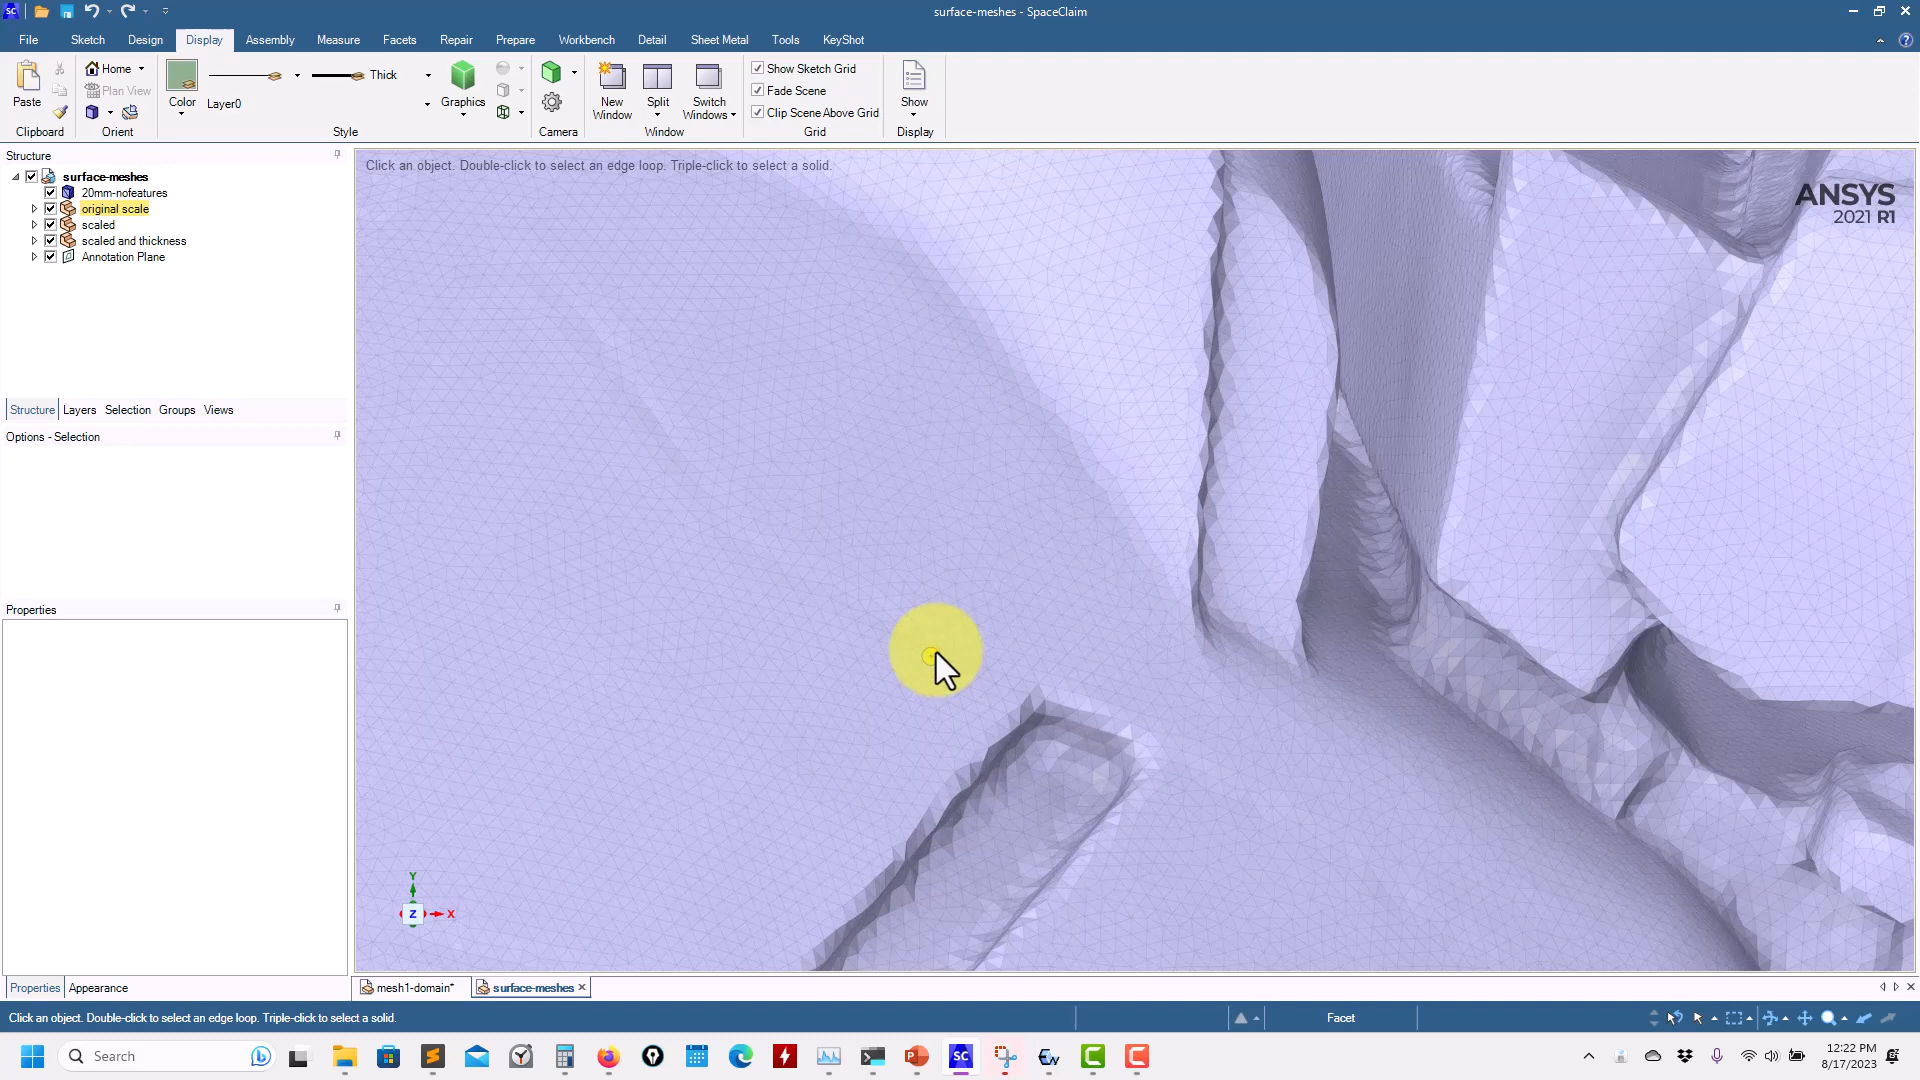 surface-meshes - SpaceClaim
File Sketch Design Display Assembly Measure Facets Repair Prepare Workbench Detail Sheet Metal Tools KeyShot
Paste
Home
Plan View
Clipboard
Orient
Color
Layer0
Thick
Graphics
Style
Camera
New Window
Split
Switch Windows
Window
Show Sketch Grid
Fade Scene
Clip Scene Above Grid
Grid
Show
Display
Structure
surface-meshes
20mm-nofeatures
original scale
scaled
scaled and thickness
Annotation Plane
Structure Layers Selection Groups Views
Options - Selection
Properties
Properties Appearance
Click an object. Double-click to select an edge loop. Triple-click to select a solid.
ANSYS
2021 R1
Y
Z X
mesh1-domain* surface-meshes
Click an object. Double-click to select an edge loop. Triple-click to select a solid.
Facet
Search
SC
12:22 PM
8/17/2023